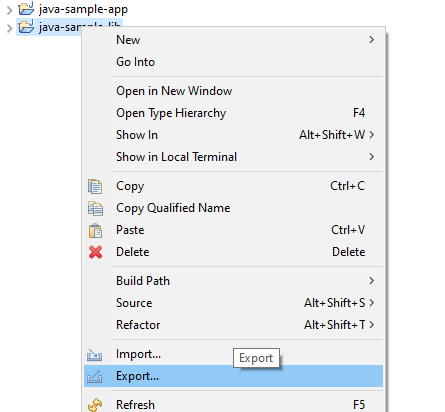 java-sample-app
java-sample-lib
New
Go Into
Open in New Window
Open Type Hierarchy F4
Show In Alt+Shift+W
Show in Local Terminal
Copy Ctrl+C
Copy Qualified Name
Paste Ctrl+V
Delete Delete
Build Path
Source Alt+Shift+S
Refactor Alt+Shift+T
Import...
Export
Export...
Refresh F5